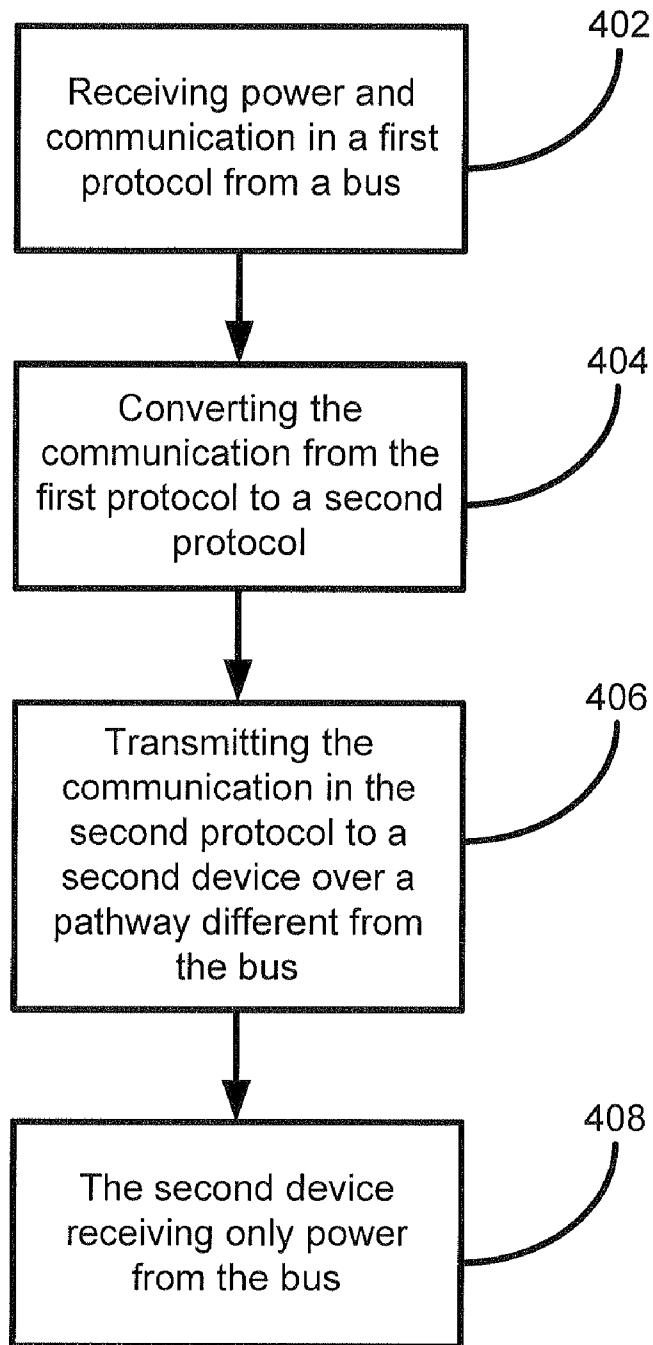 402
Receiving power and
communication in a first
protocol from a bus
404
Converting the
communication from the
first protocol to a second
protocol
406
Transmitting the
communication in the
second protocol to a
second device over a
pathway different from
the bus
408
The second device
receiving only power
from the bus